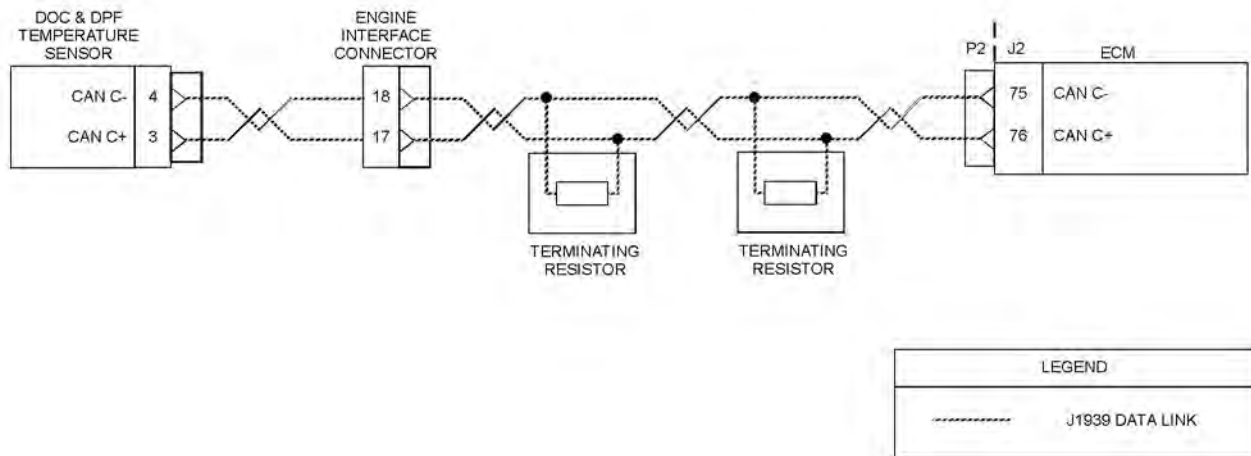 DOC & DPF
TEMPERATURE
SENSOR
CAN C- 4
CAN C+ 3
ENGINE
INTERFACE
CONNECTOR
18
17
TERMINATING
RESISTOR
TERMINATING
RESISTOR
P2 J2 ECM
75 CAN C-
76 CAN C+
LEGEND
J1939 DATA LINK